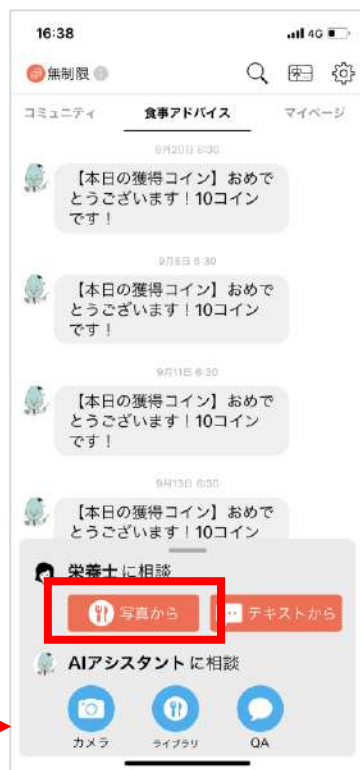 16:38
4G
無制限
コミュニティ
食事アドバイス
マイページ
8月20日 6:30
【本日の獲得コイン】おめで
とうございます！10コイン
です！
9月8日 6:30
【本日の獲得コイン】おめで
とうございます！10コイン
です！
9月11日 6:30
【本日の獲得コイン】おめで
とうございます！10コイン
です！
9月13日 6:30
【本日の獲得コイン】おめで
とうございます！10コイン
栄養士に相談
写真から
テキストから
AIアシスタント に相談
カメラ
ライブラリ
QA